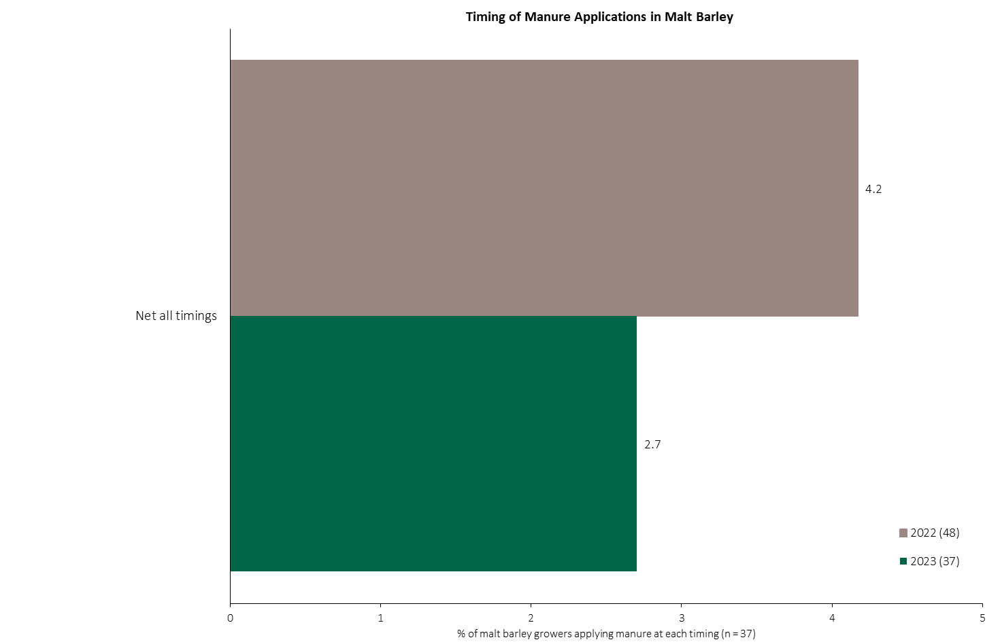 Timing of Manure Applications in Malt Barley
4.2
Net all timings
2.7
2022 (48)
2023 (37)
0 1 2 3 4 5
% of malt barley growers applying manure at each timing (n = 37)